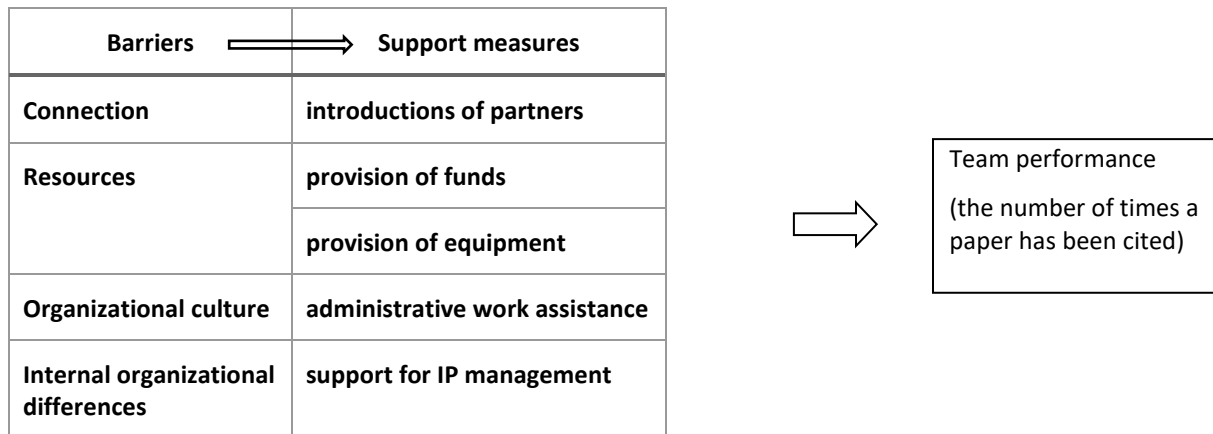 Barriers Support measures
Connection introductions of partners
Resources provision of funds
provision of equipment
Organizational culture administrative work assistance
Internal organizational support for IP management
differences
Team performance
(the number of times a
paper has been cited)